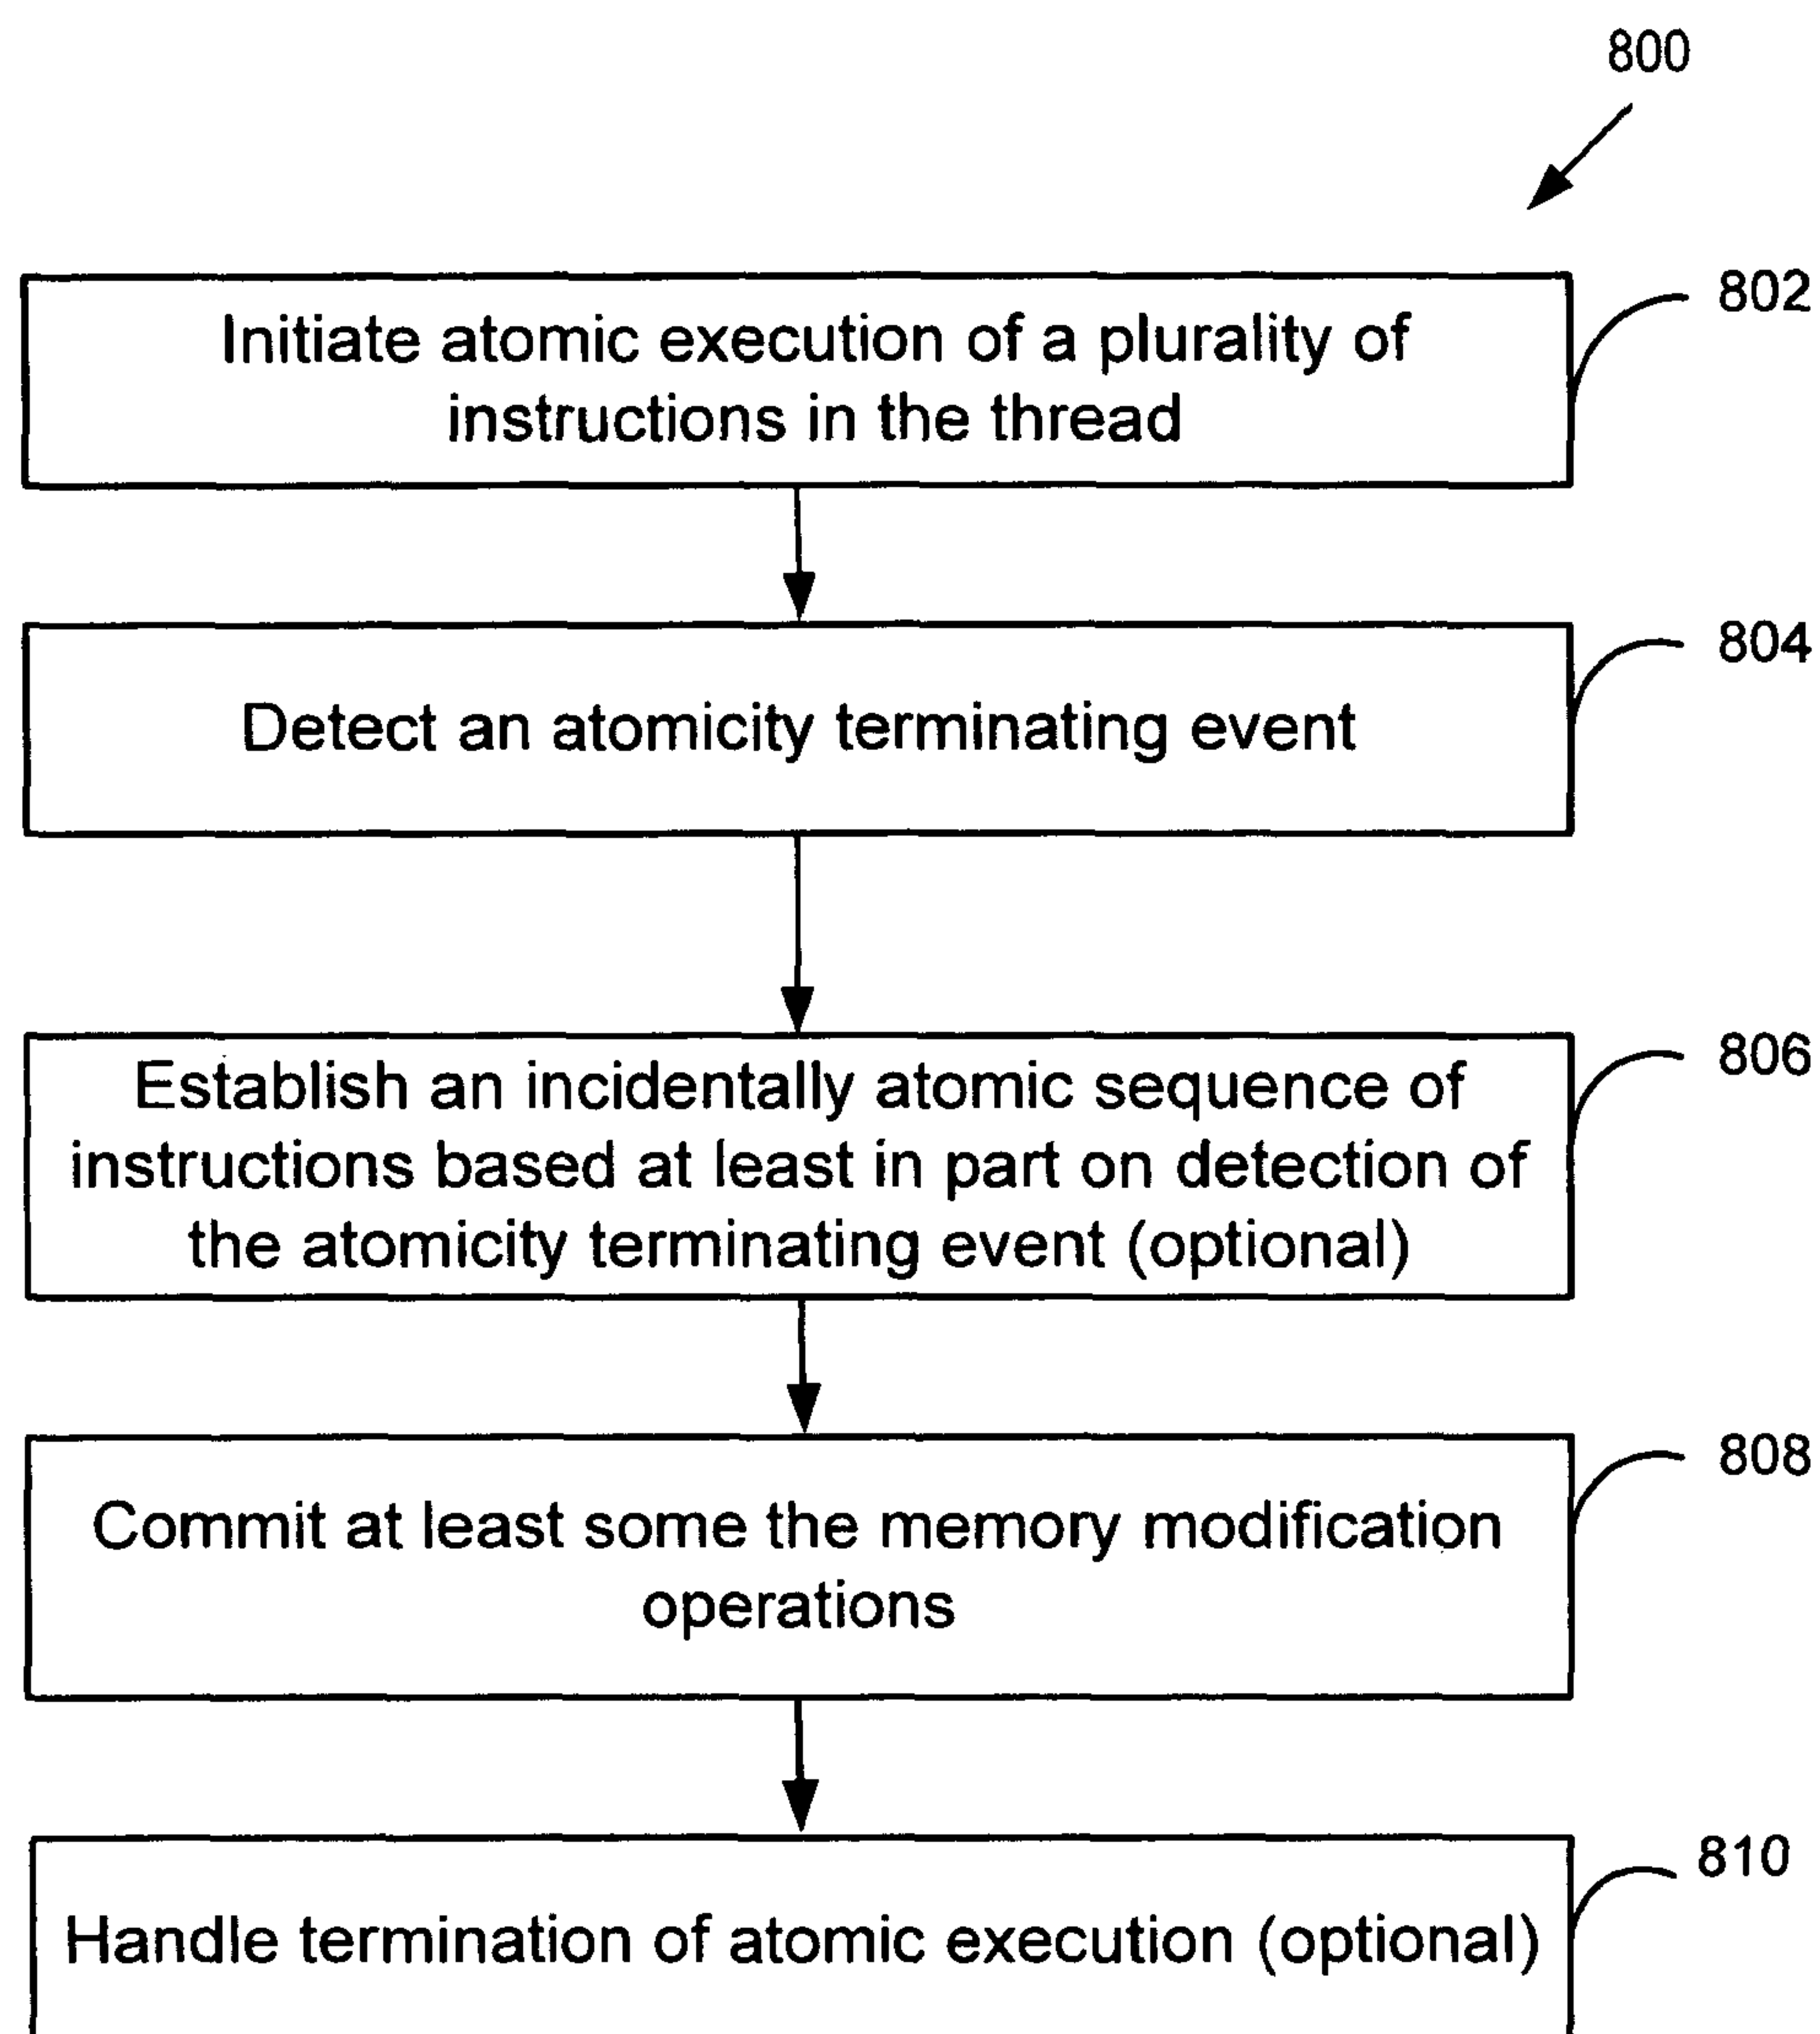 800
802
Initiate atomic execution of a plurality of
instructions in the thread
804
Detect an atomicity terminating event
806
Establish an incidentally atomic sequence of
instructions based at least in part on detection of
the atomicity terminating event (optional)
808
Commit at least some the memory modification
operations
810
Handle termination of atomic execution (optional)